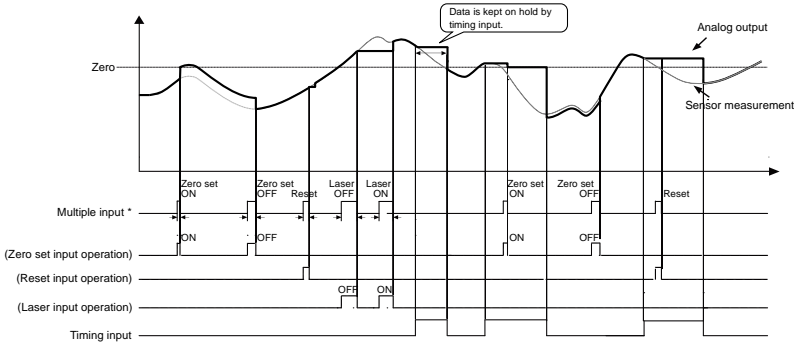 Data is kept on hold by
timing input.
Analog output
Zero
Sensor measurement
Zero set
ON
Zero set
OFF
Reset
Laser
OFF
Laser
ON
Zero set
ON
Zero set
OFF
Reset
Multiple input *
ON
OFF
ON
OFF
(Zero set input operation)
(Reset input operation)
OFF
ON
(Laser input operation)
Timing input